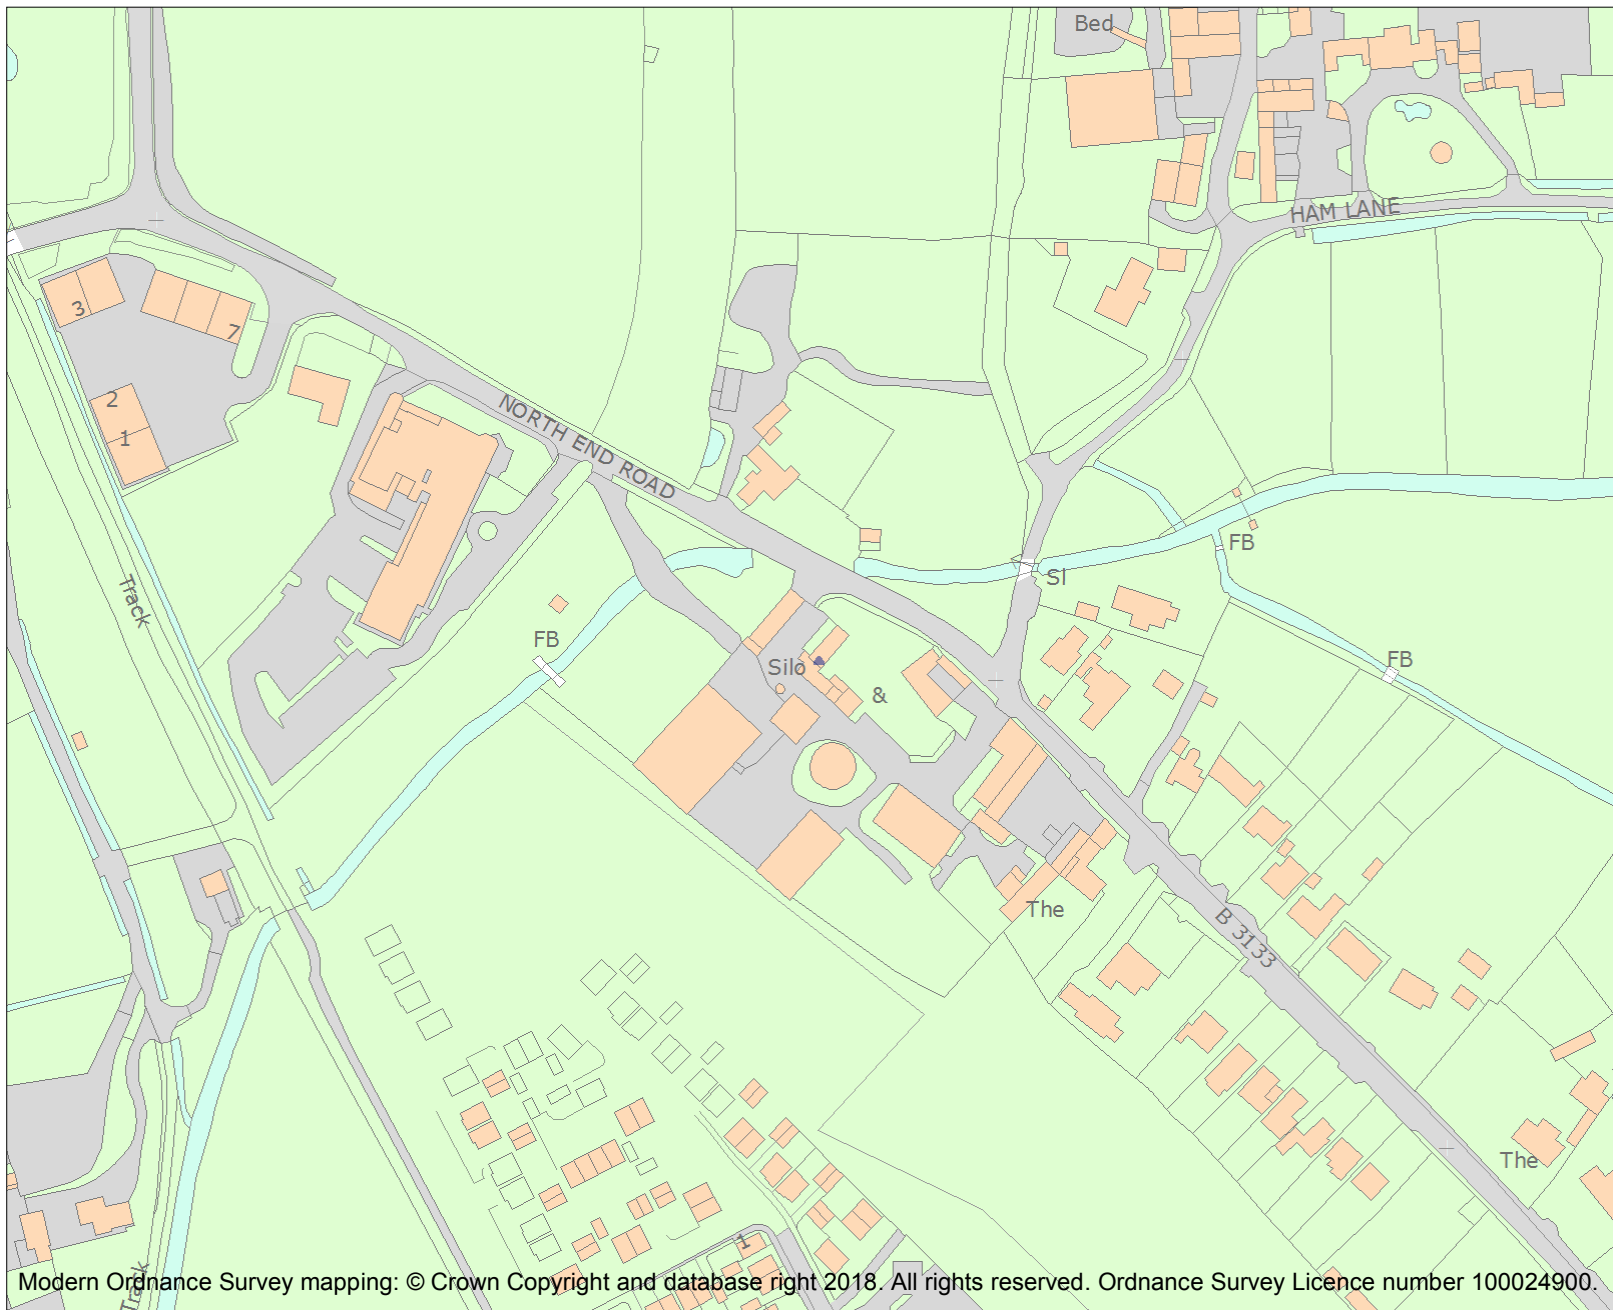 Bed
HAM LANE
3
7
2
1
NORTH END ROAD
FB
Sl
Track
FB
FB
Silo
&
The
B 3133
The
1
Track
Modern Ordnance Survey mapping: © Crown Copyright and database right 2018. All rights reserved. Ordnance Survey Licence number 100024900.